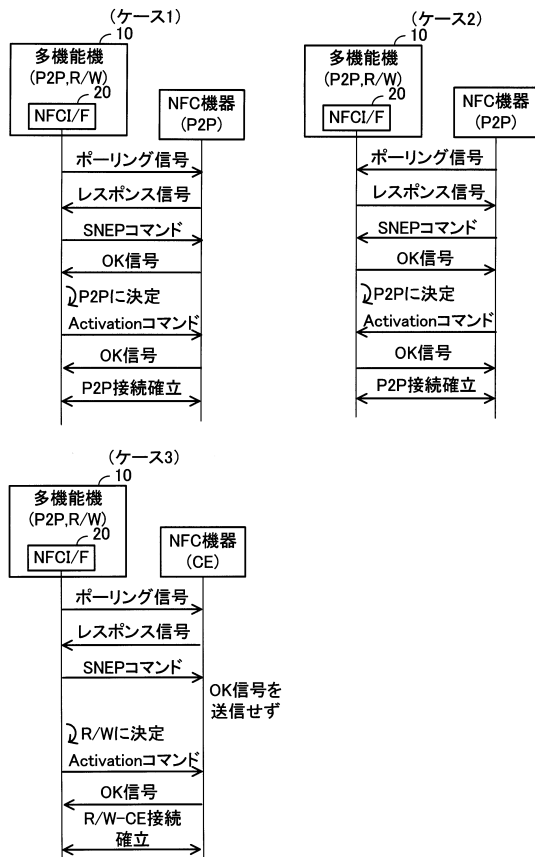 (ケース1)
10
多機能機
(P2P,R/W)
20
NFCI/F
NFC機器
(P2P)
ポーリング信号
レスポンス信号
SNEPコマンド
OK信号
P2Pに決定
Activationコマンド
OK信号
P2P接続確立
(ケース2)
10
多機能機
(P2P,R/W)
20
NFCI/F
NFC機器
(P2P)
ポーリング信号
レスポンス信号
SNEPコマンド
OK信号
P2Pに決定
Activationコマンド
OK信号
P2P接続確立
(ケース3)
10
多機能機
(P2P,R/W)
20
NFCI/F
NFC機器
(CE)
ポーリング信号
レスポンス信号
SNEPコマンド
OK信号を
送信せず
R/Wに決定
Activationコマンド
OK信号
R/W-CE接続
確立